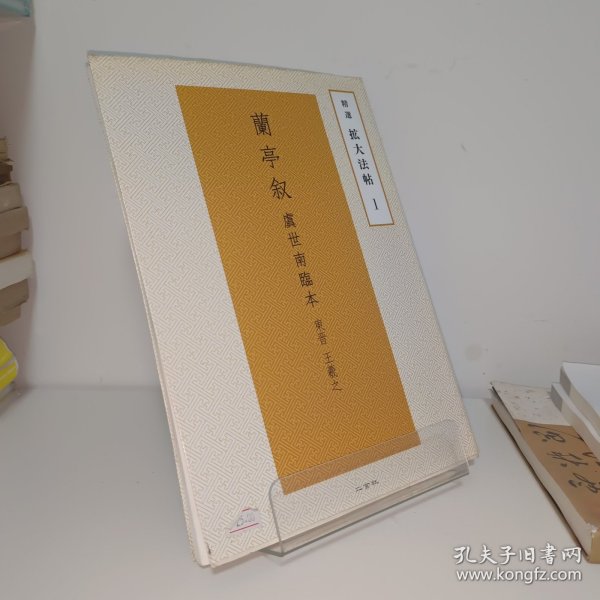 精選 拡大法帖 1
蘭亭叙 虞世南臨本 東晋 王羲之
二玄社
孔夫子旧书网
www.kongfz.com